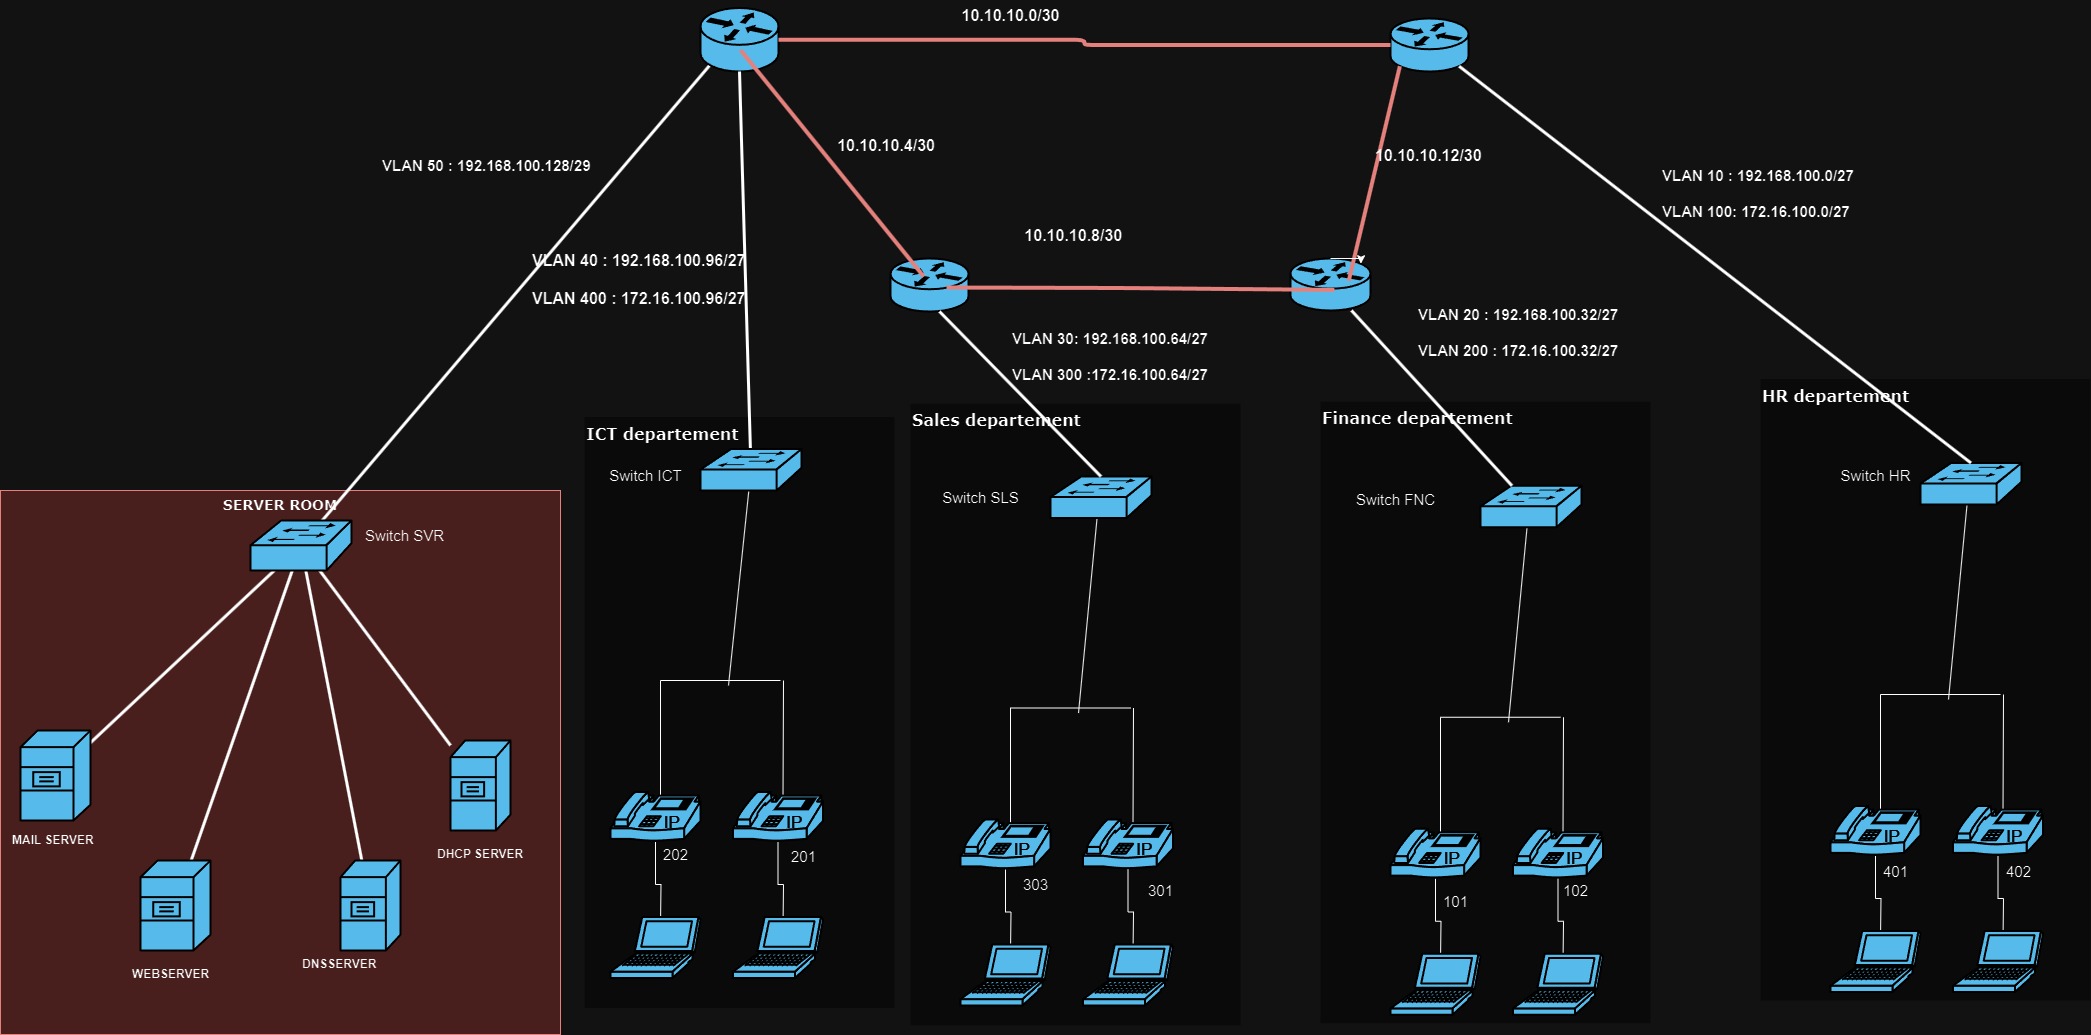 10.10.10.0/30
10.10.10.4/30
10.10.10.12/30
VLAN 50 : 192.168.100.128/29
VLAN 10 : 192.168.100.0/27
VLAN 100: 172.16.100.0/27
10.10.10.8/30
VLAN 40 : 192.168.100.96/27
VLAN 400 : 172.16.100.96/27
VLAN 30: 192.168.100.64/27
VLAN 300 :172.16.100.64/27
VLAN 20 : 192.168.100.32/27
VLAN 200 : 172.16.100.32/27
SERVER ROOM
Switch SVR
MAIL SERVER
WEBSERVER
DNSSERVER
DHCP SERVER
ICT departement
Switch ICT
IP
IP
202
201
Sales departement
Switch SLS
IP
IP
303
301
Finance departement
Switch FNC
IP
IP
101
102
HR departement
Switch HR
IP
IP
401
402